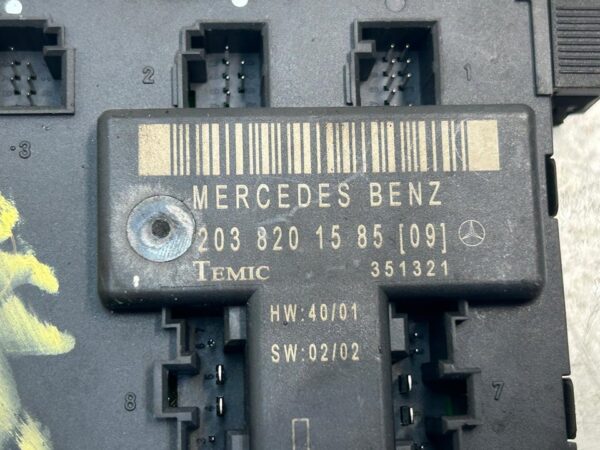 2
1
3
MERCEDES BENZ
203 820 15 85 [09]
TEMIC 351321
HW:40/01
SW:02/02
8
7